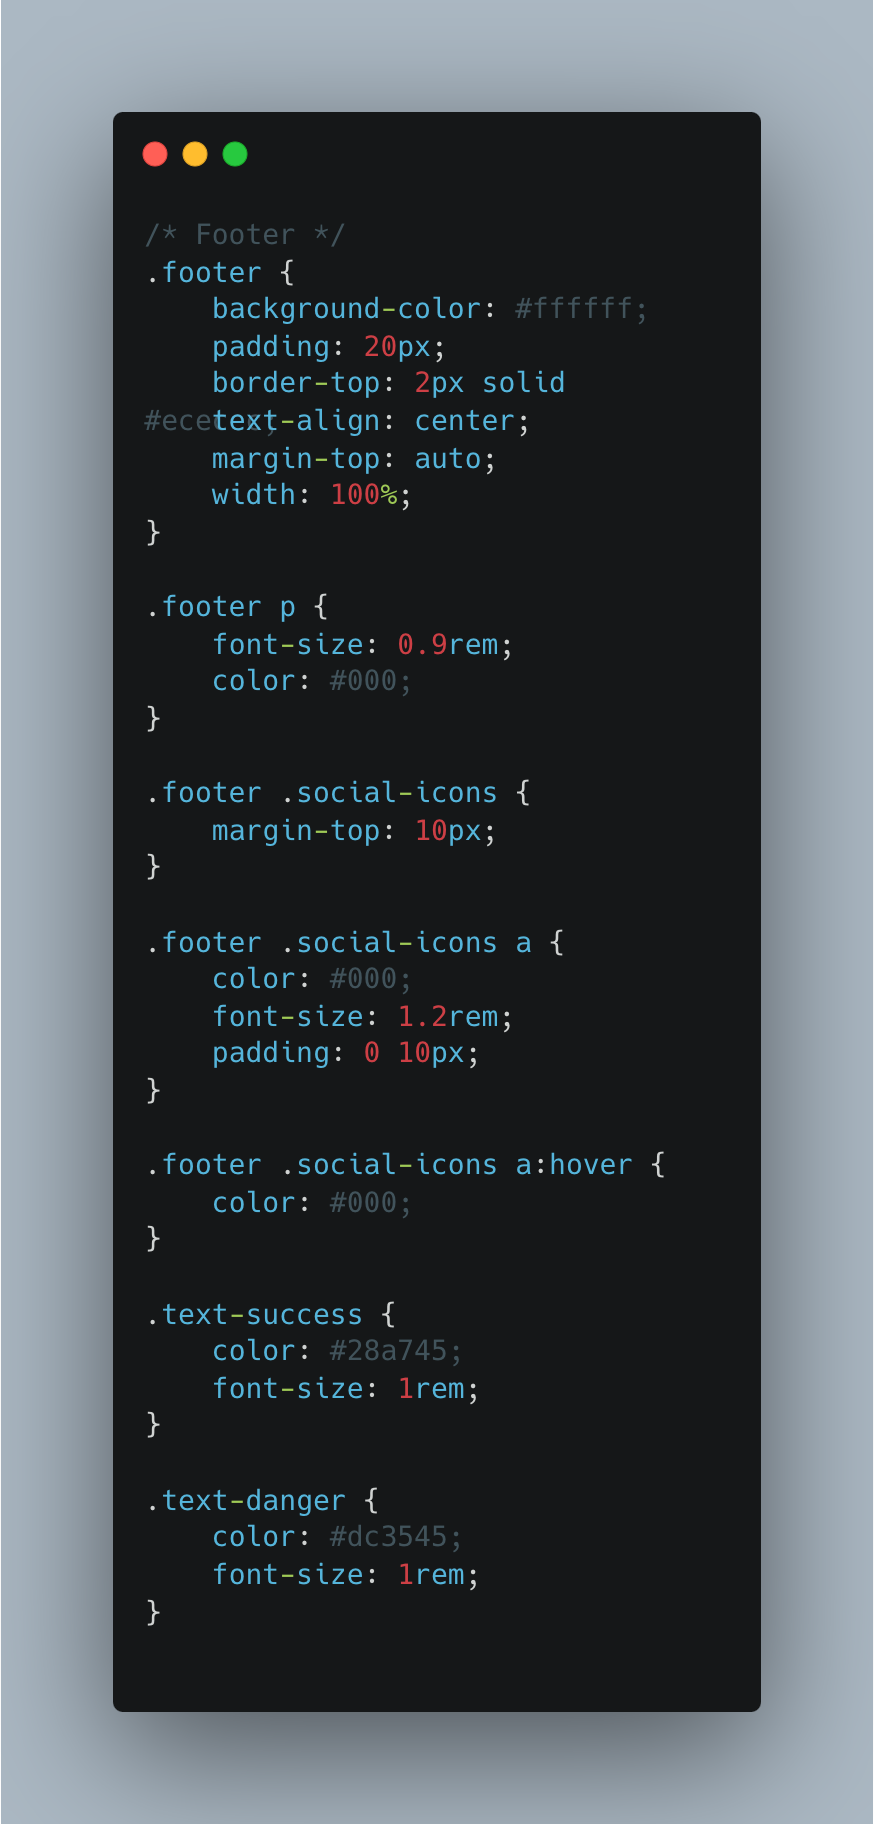 /* Footer */
.footer {
    background-color: #ffffff;
    padding: 20px;
    border-top: 2px solid
    text-align: center;
    margin-top: auto;
    width: 100%;
}

.footer p {
    font-size: 0.9rem;
    color: #000;
}

.footer .social-icons {
    margin-top: 10px;
}

.footer .social-icons a {
    color: #000;
    font-size: 1.2rem;
    padding: 0 10px;
}

.footer .social-icons a:hover {
    color: #000;
}

.text-success {
    color: #28a745;
    font-size: 1rem;
}

.text-danger {
    color: #dc3545;
    font-size: 1rem;
}